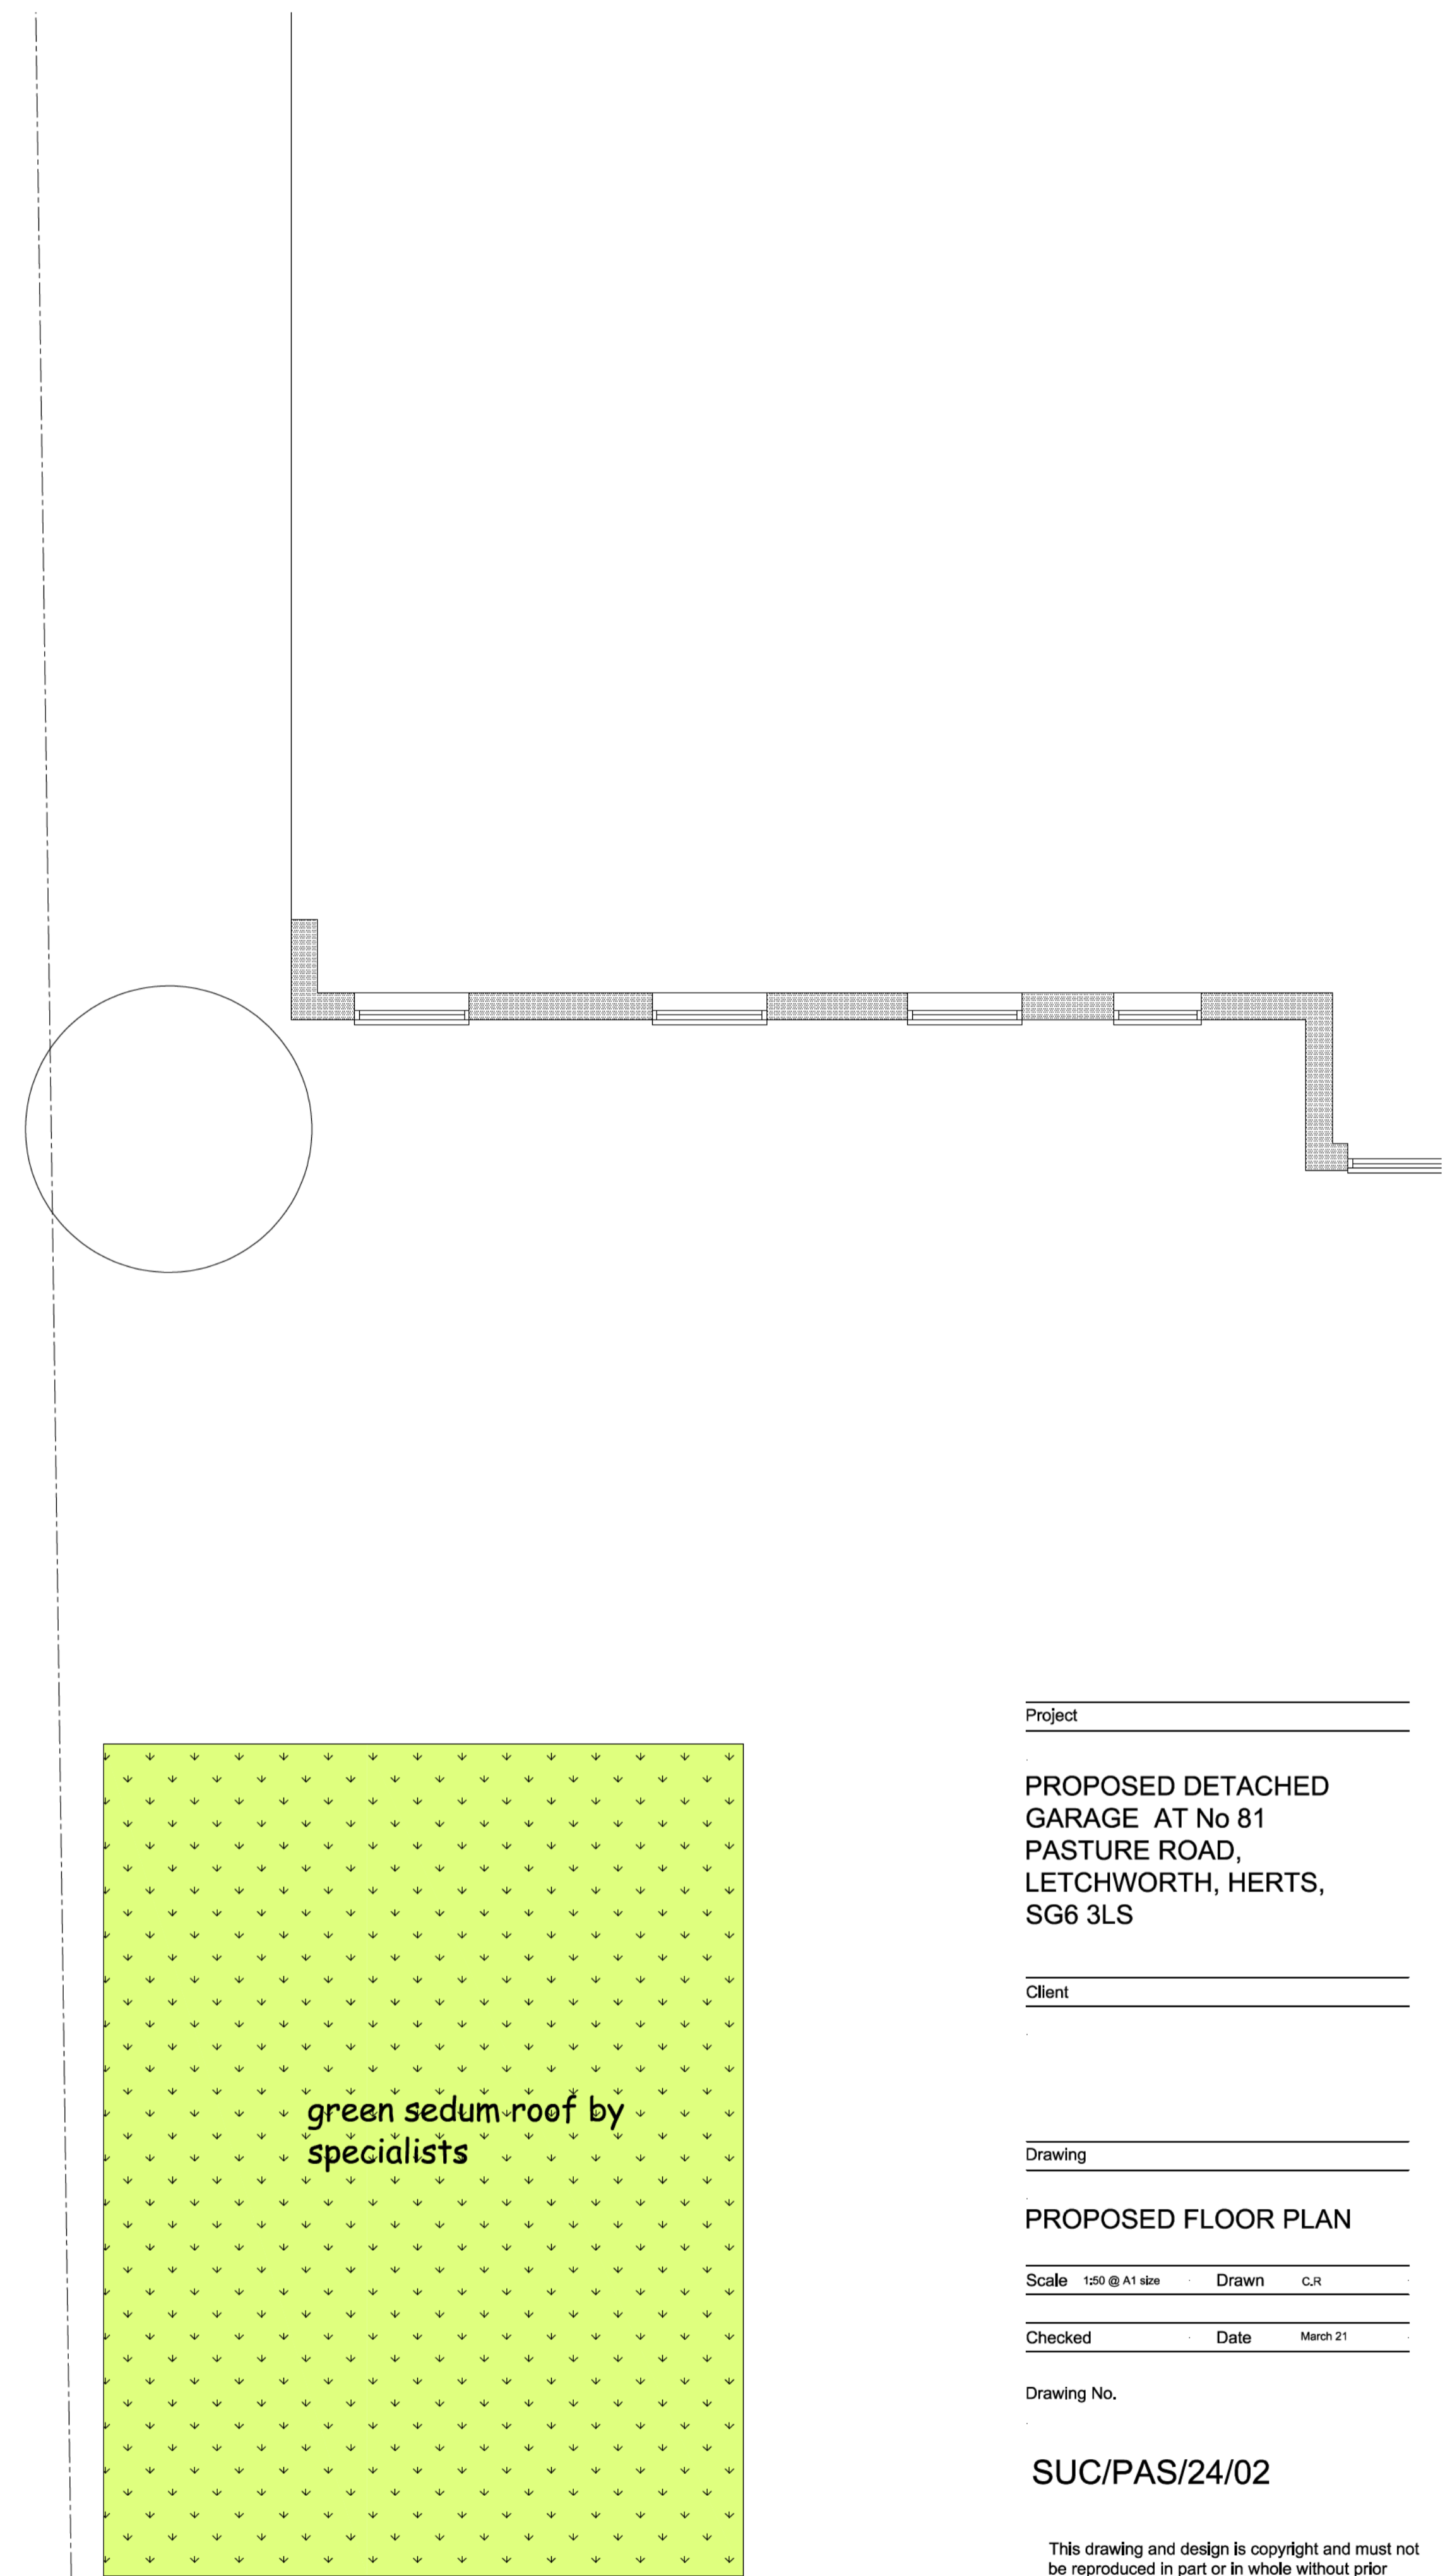 green sedum roof by
specialists
Project
PROPOSED DETACHED
GARAGE AT No 81
PASTURE ROAD,
LETCHWORTH, HERTS,
SG6 3LS
Client
Drawing
PROPOSED FLOOR PLAN
Scale 1:50 @ A1 size Drawn C.R
Checked Date March 21
Drawing No.
SUC/PAS/24/02
This drawing and design is copyright and must not
be reproduced in part or in whole without prior